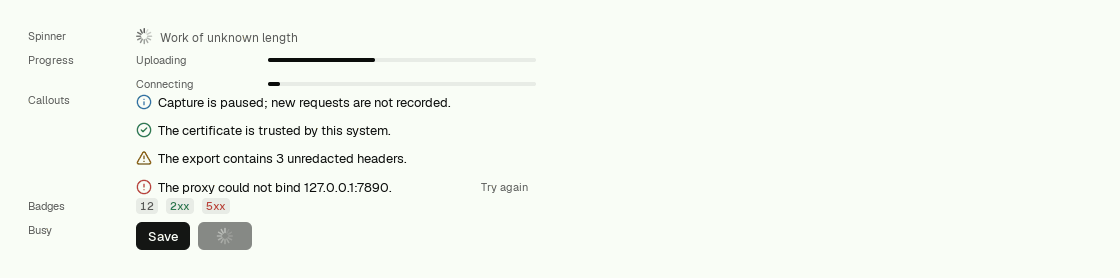 Spinner Work of unknown length
Progress Uploading
Connecting
Callouts Capture is paused; new requests are not recorded.
The certificate is trusted by this system.
The export contains 3 unredacted headers.
The proxy could not bind 127.0.0.1:7890. Try again
Badges 12 2xx 5xx
Busy Save